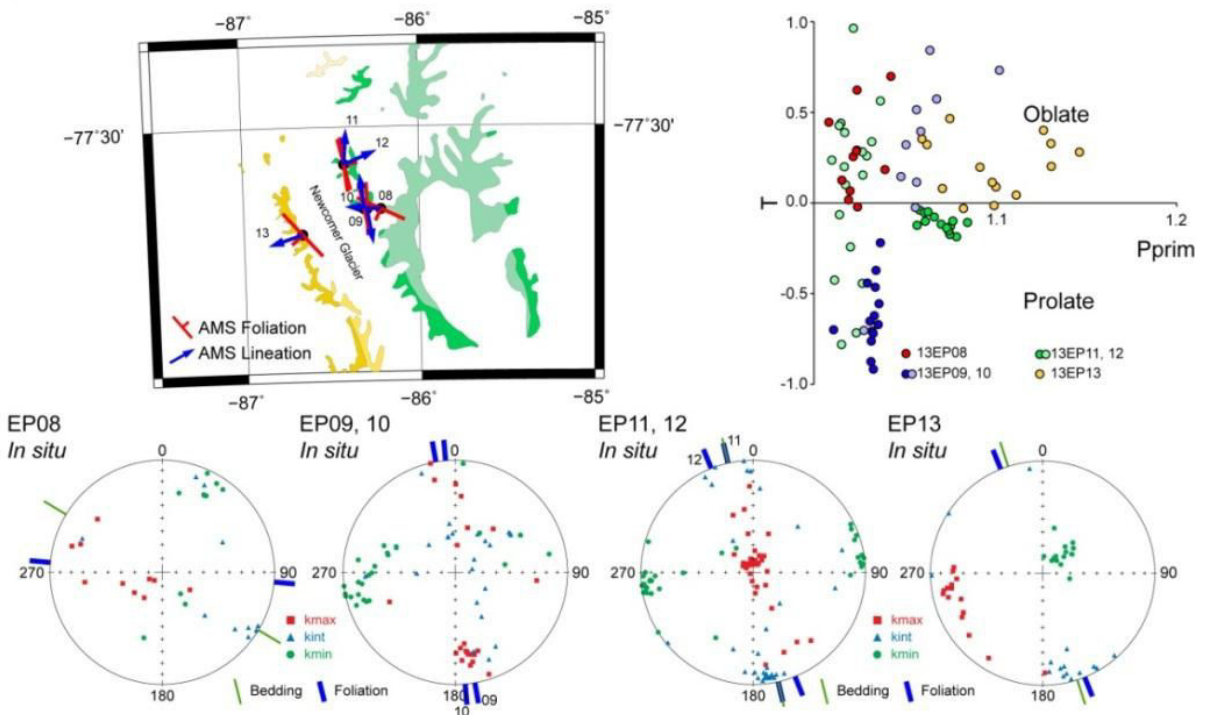 −87°
−86°
−85°
−77°30'
−77°30'
11
12
10
08
09
13
Newcomer Glacier
AMS Foliation
AMS Lineation
−87°
−86°
−85°
1.0
0.5
0.0
-0.5
-1.0
T
Oblate
1.1
1.2
Pprim
Prolate
13EP08
13EP11, 12
13EP09, 10
13EP13
EP08
In situ
0
270
90
180
EP09, 10
In situ
0
270
90
180
10
09
EP11, 12
In situ
12
11
0
270
90
180
EP13
In situ
0
270
90
180
kmax
kint
kmin
kmax
kint
kmin
Bedding
Foliation
Bedding
Foliation